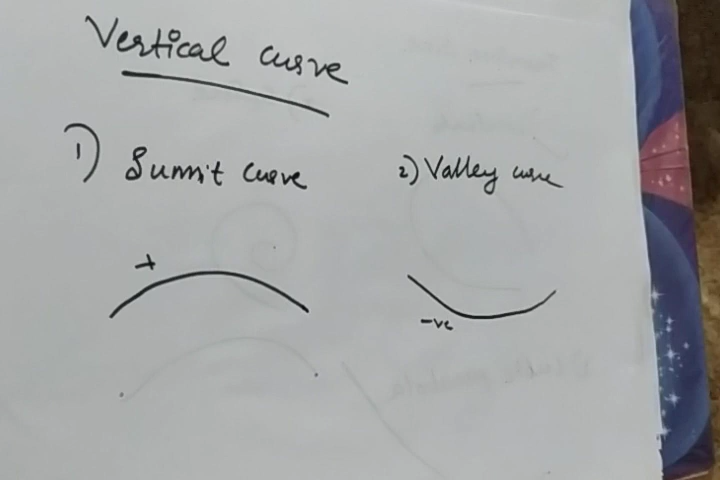 Vertical curve
1) Summit curve
2) Valley curve
+
-ve